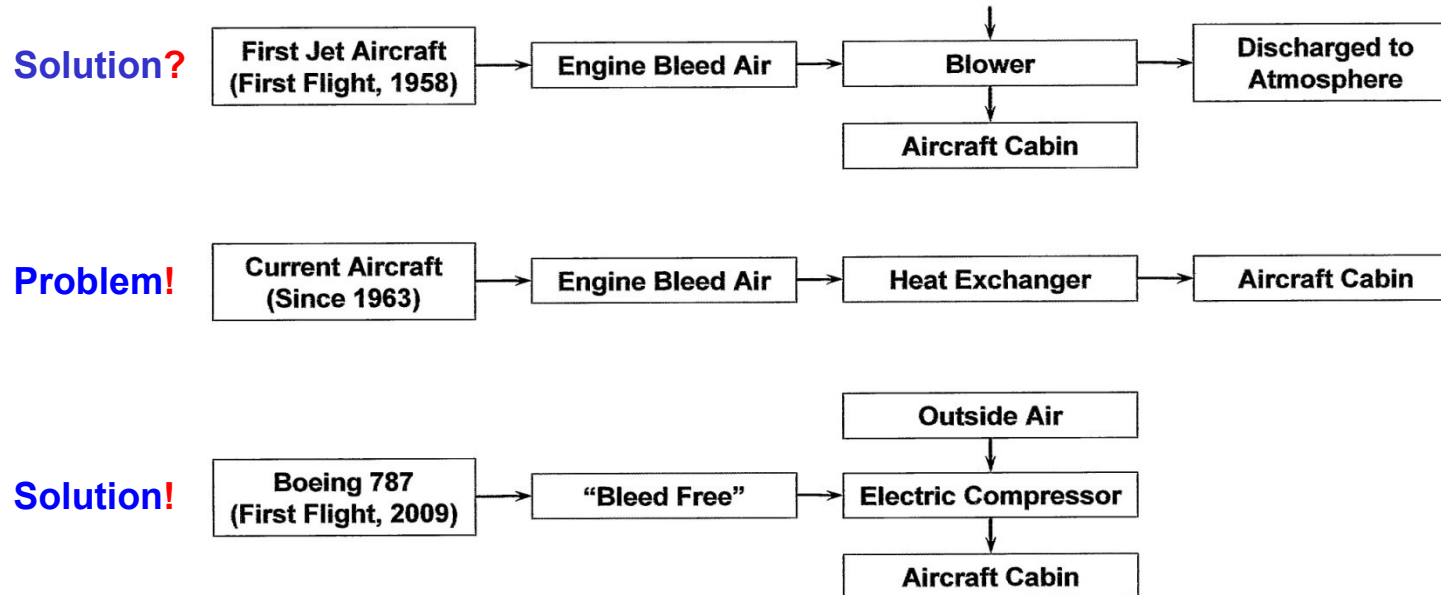 Solution?
First Jet Aircraft
(First Flight, 1958)
Engine Bleed Air
Blower
Discharged to
Atmosphere
Aircraft Cabin
Problem!
Current Aircraft
(Since 1963)
Engine Bleed Air
Heat Exchanger
Aircraft Cabin
Outside Air
Solution!
Boeing 787
(First Flight, 2009)
“Bleed Free”
Electric Compressor
Aircraft Cabin